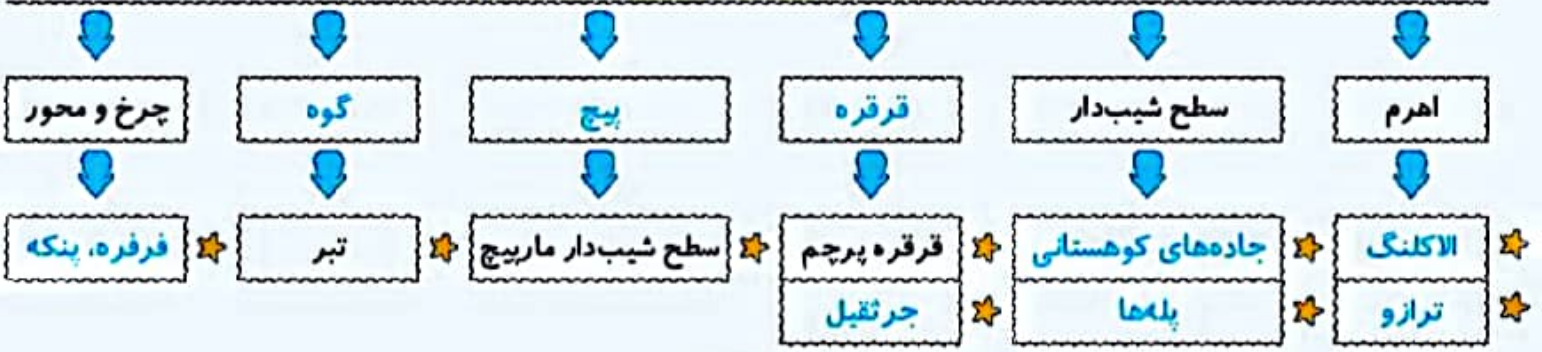 اهرم
سطح شیب‌دار
قرقره
پیچ
گوه
چرخ و محور
الاکلنگ
جاده‌های کوهستانی
قرقره پرچم
سطح شیب‌دار مارپیچ
تبر
فرفره، پنکه
ترازو
پله‌ها
جرثقیل